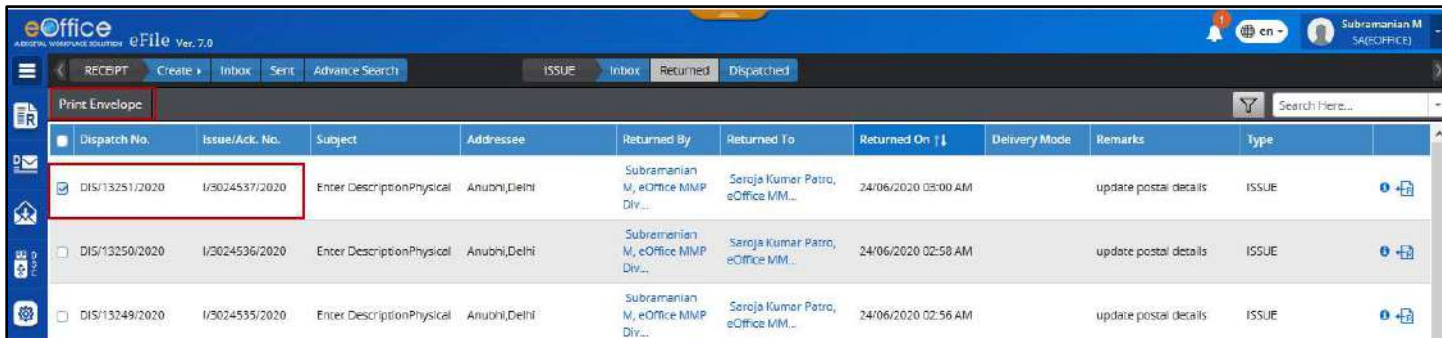 eOffice
A DIGITAL WORKPLACE SOLUTION
eFile Ver. 7.0
1
en
Subramanian M
SA(EOFFICE)
RECEIPT Create Inbox Sent Advance Search ISSUE Inbox Returned Dispatched
Print Envelope
Search Here...
Dispatch No. Issue/Ack. No. Subject Addressee Returned By Returned To Returned On Delivery Mode Remarks Type
DIS/13251/2020 I/3024537/2020 Enter DescriptionPhysical Anubhi,Delhi Subramanian M, eOffice MMP Div... Saroja Kumar Patro, eOffice MM... 24/06/2020 03:00 AM update postal details ISSUE
DIS/13250/2020 I/3024536/2020 Enter DescriptionPhysical Anubhi,Delhi Subramanian M, eOffice MMP Div... Saroja Kumar Patro, eOffice MM... 24/06/2020 02:58 AM update postal details ISSUE
DIS/13249/2020 I/3024535/2020 Enter DescriptionPhysical Anubhi,Delhi Subramanian M, eOffice MMP Div... Saroja Kumar Patro, eOffice MM... 24/06/2020 02:56 AM update postal details ISSUE
DSC